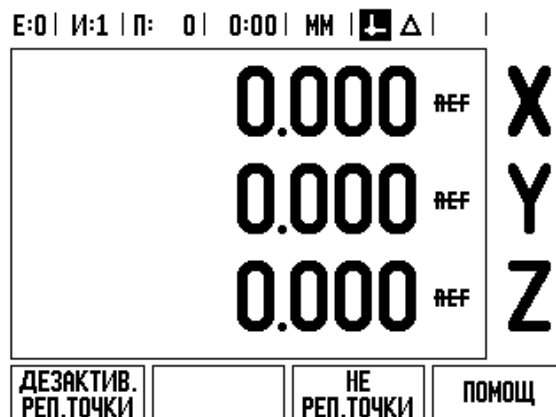 Е:0 | И:1 | П: 0 | 0:00 | ММ
0.000 REF X
0.000 REF Y
0.000 REF Z
ДЕЗАКТИВ.
РЕП.ТОЧКИ
НЕ
РЕП.ТОЧКИ
ПОМОЩ